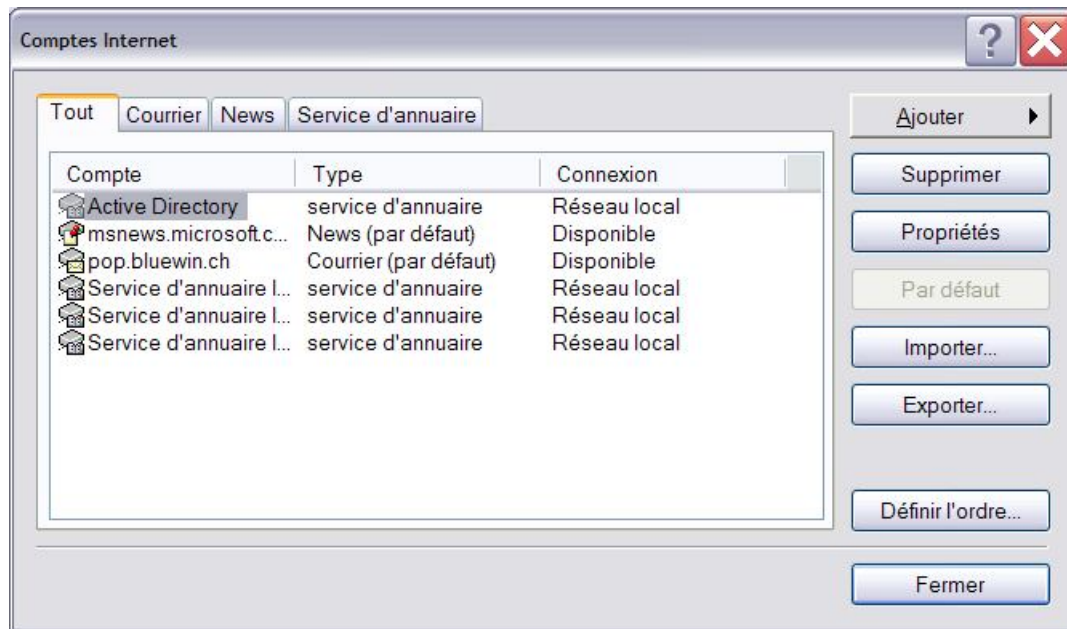 Comptes Internet
Tout Courrier News Service d'annuaire
Compte Type Connexion
Active Directory service d'annuaire Réseau local
msnews.microsoft.c... News (par défaut) Disponible
pop.bluewin.ch Courrier (par défaut) Disponible
Service d'annuaire I... service d'annuaire Réseau local
Service d'annuaire I... service d'annuaire Réseau local
Service d'annuaire I... service d'annuaire Réseau local
Ajouter
Supprimer
Propriétés
Par défaut
Importer...
Exporter...
Définir l'ordre...
Fermer